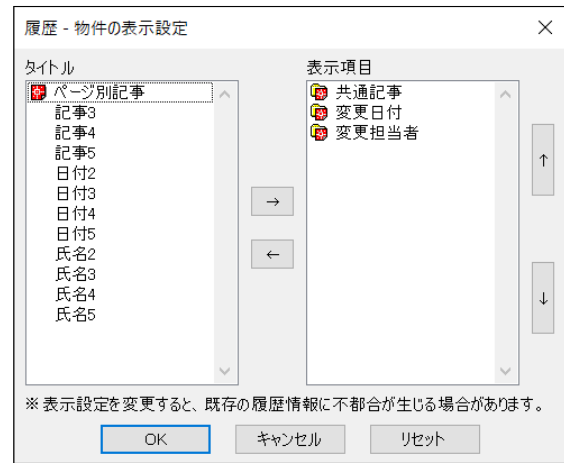 履歴 - 物件の表示設定
タイトル
ページ別記事
記事3
記事4
記事5
日付2
日付3
日付4
日付5
氏名2
氏名3
氏名4
氏名5
→
←
表示項目
共通記事
変更日付
変更担当者
↑
↓
※表示設定を変更すると、既存の履歴情報に不都合が生じる場合があります。
OK
キャンセル
リセット